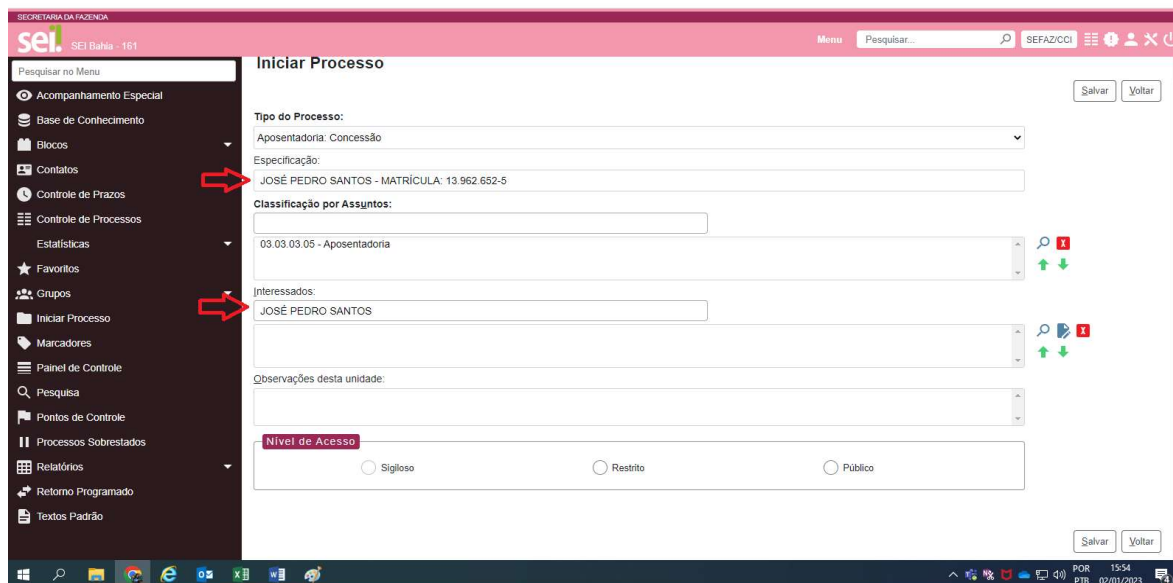 SECRETARIA DA FAZENDA
sei. SEI Bahia - 161
Menu Pesquisar... SEFAZ/CCI
Pesquisar no Menu
Acompanhamento Especial
Base de Conhecimento
Blocos
Contatos
Controle de Prazos
Controle de Processos
Estatísticas
Favoritos
Grupos
Iniciar Processo
Marcadores
Painel de Controle
Pesquisa
Pontos de Controle
Processos Sobrestados
Relatórios
Retorno Programado
Textos Padrão
Iniciar Processo
Salvar Voltar
Tipo do Processo:
Aposentadoria: Concessão
Especificação:
JOSÉ PEDRO SANTOS - MATRÍCULA: 13.962.652-5
Classificação por Assuntos:
03.03.03.05 - Aposentadoria
Interessados:
JOSÉ PEDRO SANTOS
Observações desta unidade:
Nível de Acesso
Sigiloso Restrito Público
Salvar Voltar
POR 15:54
PTB 02/01/2023